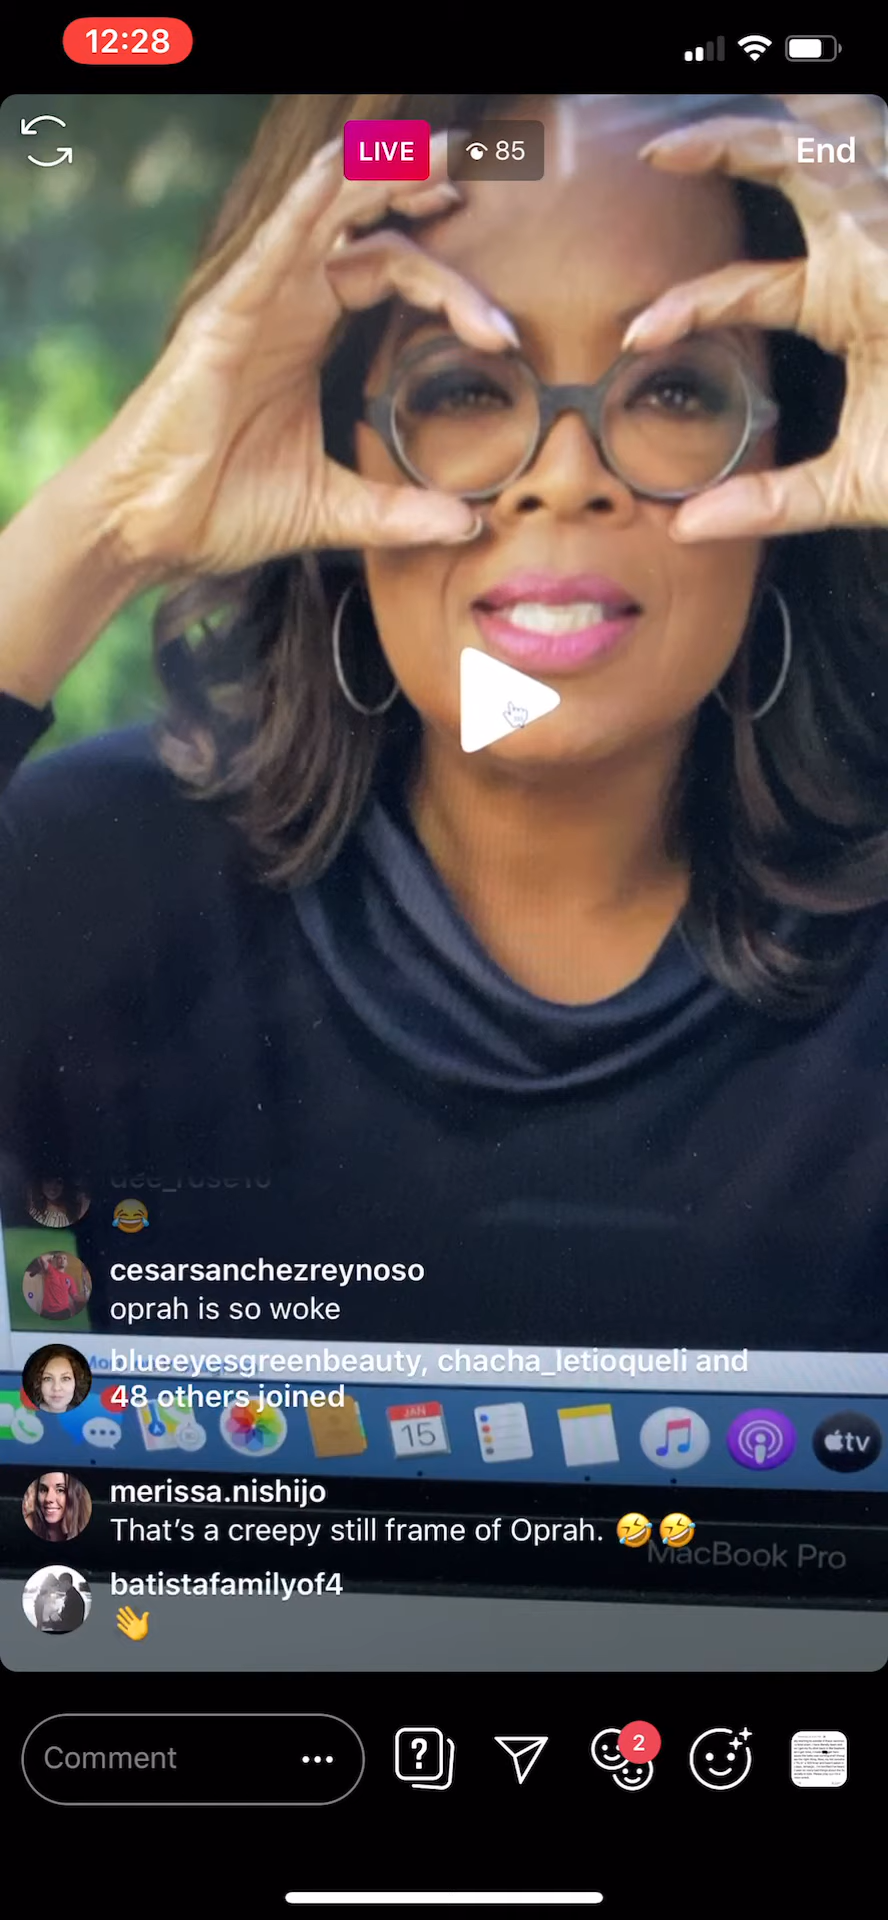 12:28
LIVE
85
End
😂
cesarsanchezreynoso
oprah is so woke
blueeyesgreenbeauty, chacha_letioqueli and
48 others joined
JAN
15
tv
merissa.nishijo
That's a creepy still frame of Oprah. 🤣🤣
MacBook Pro
batistafamilyof4
👋
Comment
?
2